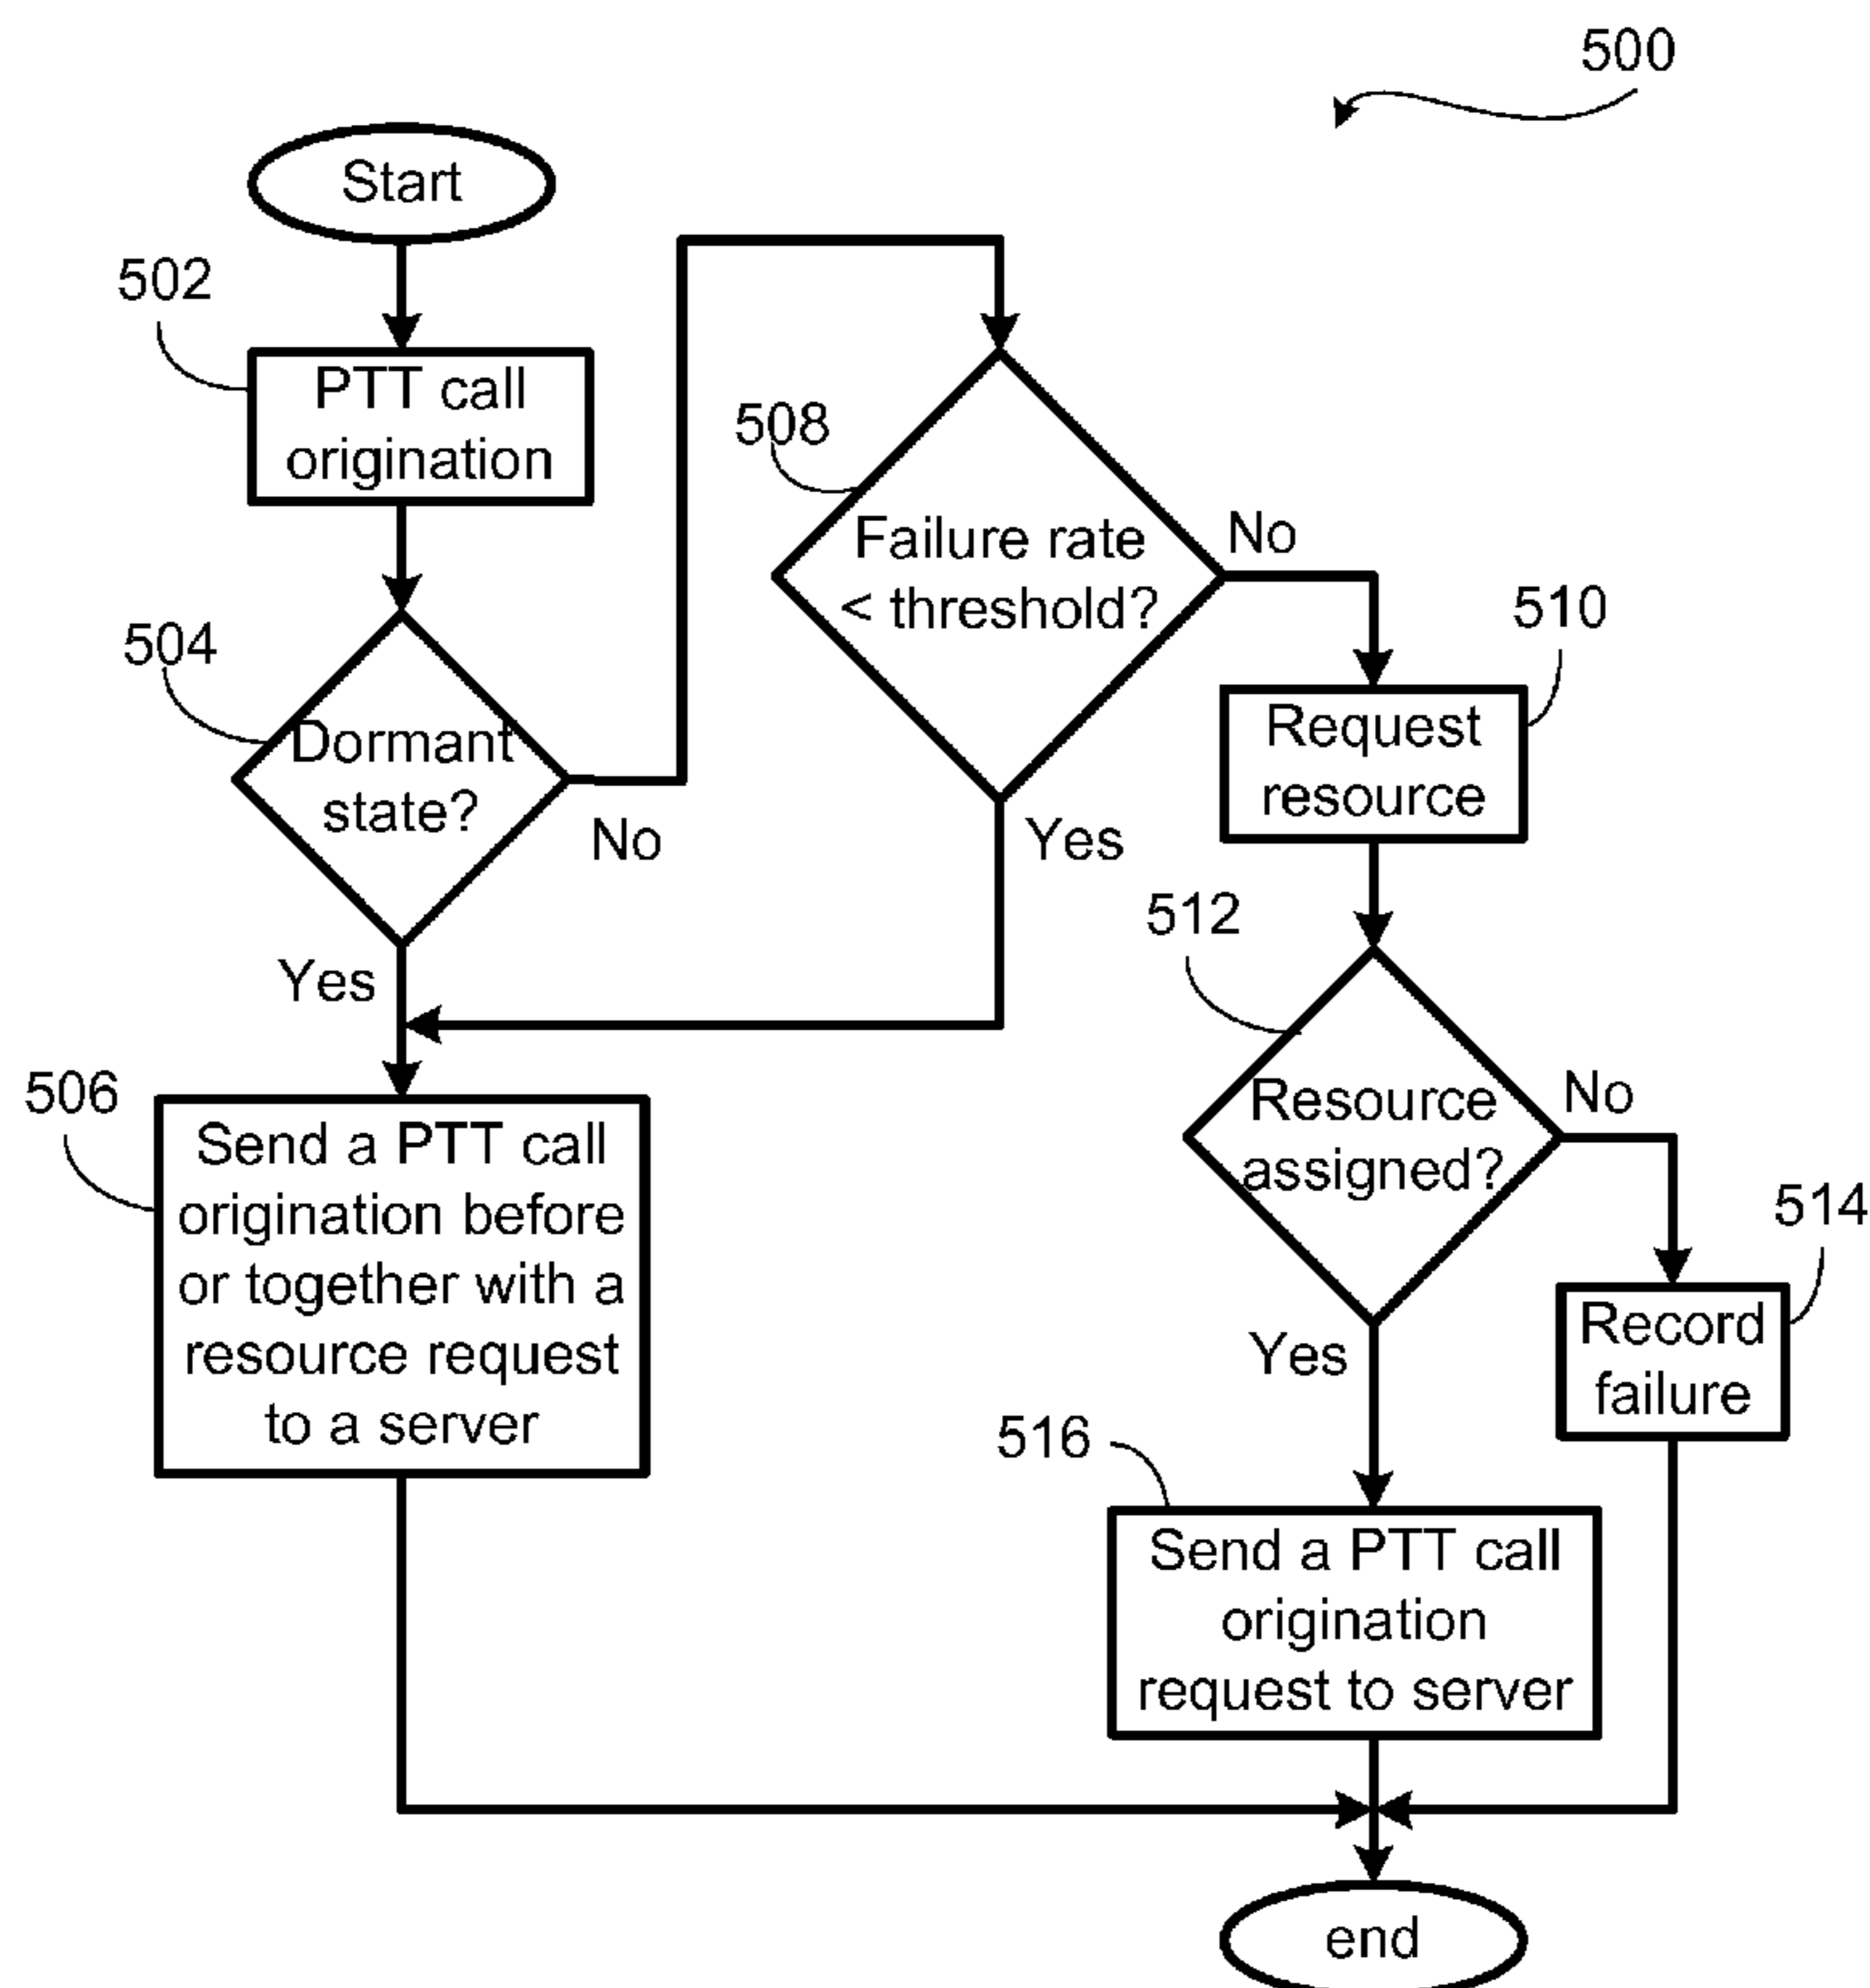 500
Start
502
PTT call
origination
504
Dormant
state?
No
Yes
508
Failure rate
< threshold?
No
Yes
510
Request
resource
512
Resource
assigned?
No
Yes
514
Record
failure
506
Send a PTT call
origination before
or together with a
resource request
to a server
516
Send a PTT call
origination
request to server
end